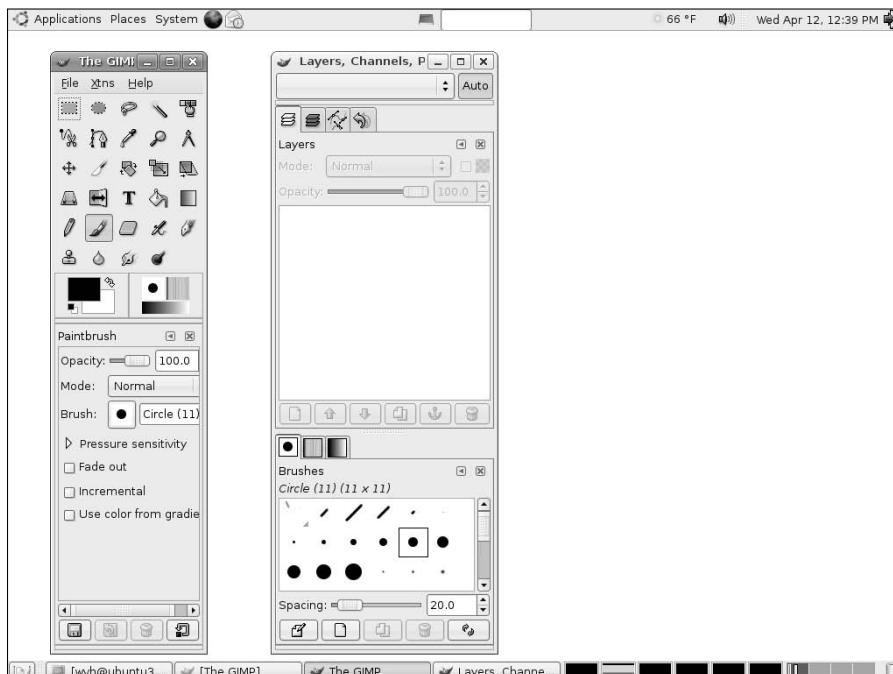 Applications Places System
66 °F
Wed Apr 12, 12:39 PM
The GIM
File Xtns Help
Paintbrush
Opacity: 100.0
Mode: Normal
Brush: Circle (11)
Pressure sensitivity
Fade out
Incremental
Use color from gradie
Layers, Channels, P
Auto
Layers
Mode: Normal
Opacity: 100.0
Brushes
Circle (11) (11 × 11)
Spacing: 20.0
[wvh@ubuntu3... [The GIMP] The GIMP Layers, Channe...